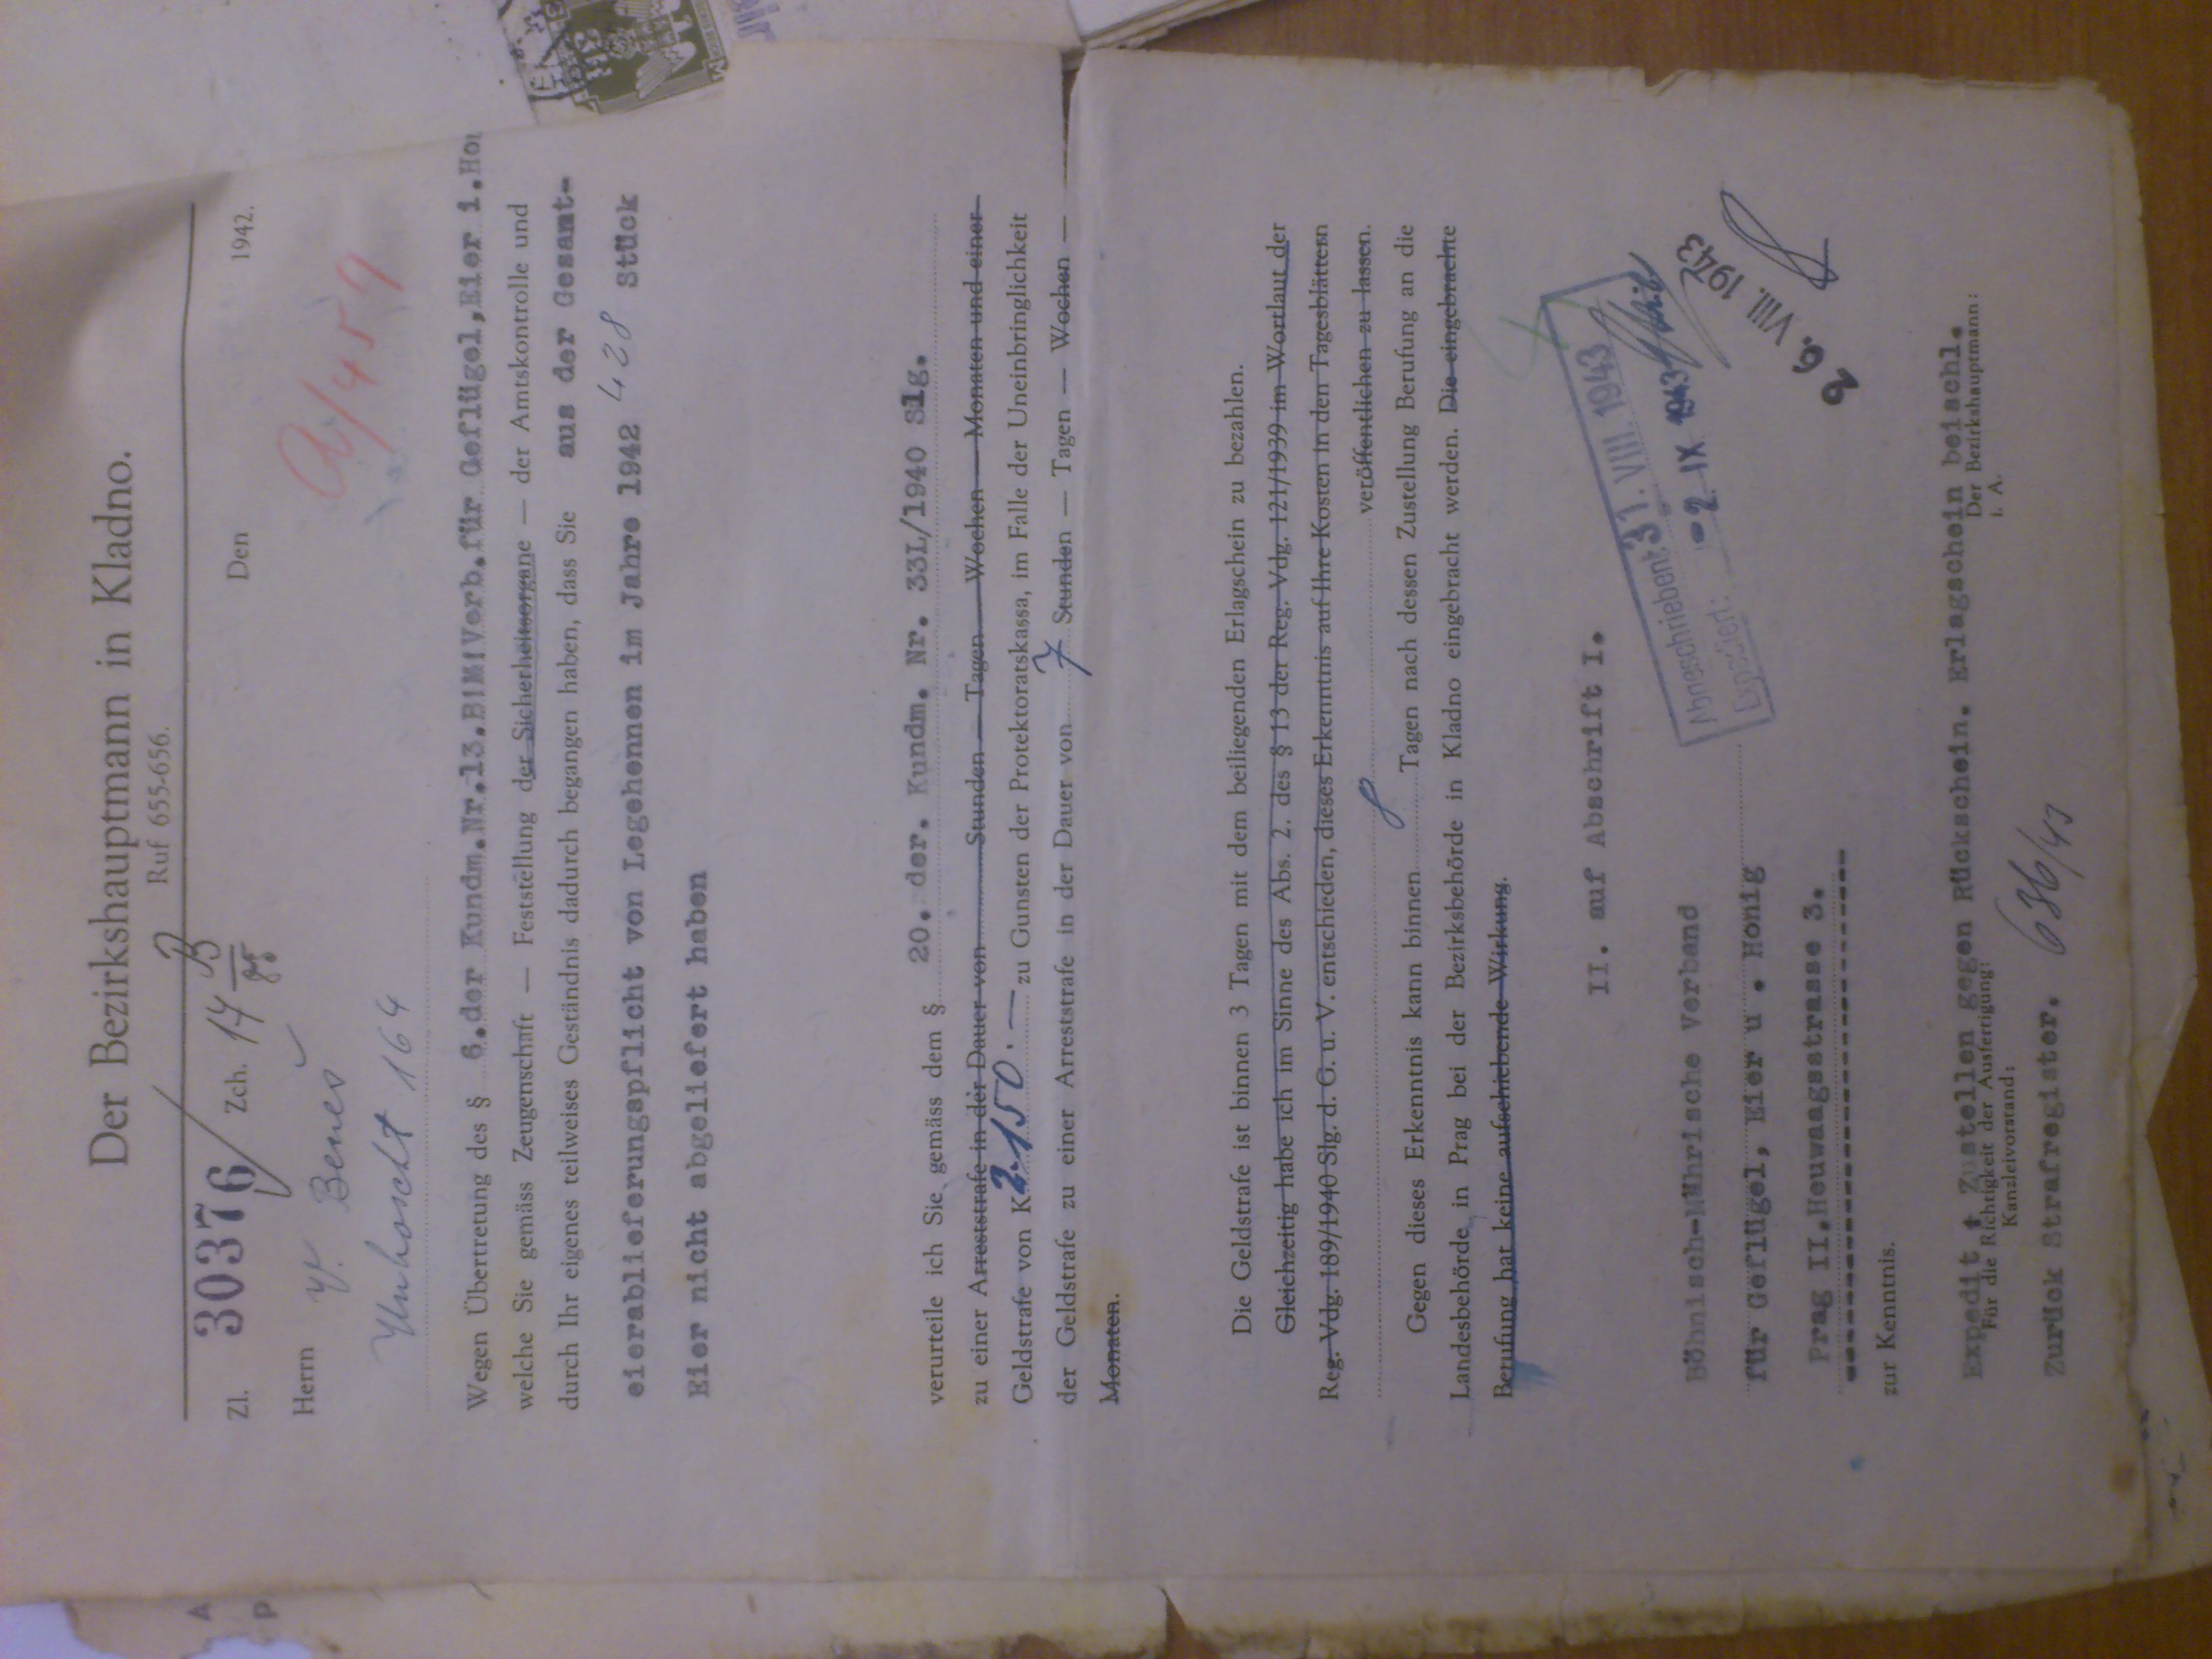 Der Bezirkshauptmann in Kladno.
Ruf 655-656.
Zl. 30376/ Zch. 17 B/85 Den 1942.
Herrn V. Beneš
A/459
Unhoscht 164
Wegen Übertretung des § 6.der Kundm.Nr.13.B!M!Verb.für Geflügel,Eier i.Ho
welche Sie gemäss Zeugenschaft — Feststellung der Sicherheitsorgane — der Amtskontrolle und
durch Ihr eigenes teilweises Geständnis dadurch begangen haben, dass Sie aus der Gesamt-
eierablieferungspflicht von Legehennen im Jahre 1942 428 Stück
Eier nicht abgeliefert haben
verurteile ich Sie gemäss dem § 20. der. Kundm. Nr. 33L/1940 Slg.
zu einer Arreststrafe in der Dauer von Stunden — Tagen — Wochen — Monaten und einer
Geldstrafe von K 2.150.— zu Gunsten der Protektoratskassa, im Falle der Uneinbringlichkeit
der Geldstrafe zu einer Arreststrafe in der Dauer von 7 Stunden — Tagen — Wochen —
Monaten.
Die Geldstrafe ist binnen 3 Tagen mit dem beiliegenden Erlagschein zu bezahlen.
Gleichzeitig habe ich im Sinne des Abs. 2. des § 13 der Reg. Vdg. 121/1939 im Wortlaut der
Reg. Vdg. 189/1940 Slg. d. G. u. V. entschieden, dieses Erkenntnis auf Ihre Kosten in den Tagesblättern
veröffentlichen zu lassen.
Gegen dieses Erkenntnis kann binnen 8 Tagen nach dessen Zustellung Berufung an die
Landesbehörde in Prag bei der Bezirksbehörde in Kladno eingebracht werden. Die eingebrachte
Berufung hat keine aufschiebende Wirkung.
II. auf Abschrift I.
Abgeschrieben: 31. VIII. 1943
Expediert: -2. IX 1943
26. VIII. 1943
Böhnisch-Mährische Verband
für Geflügel, Eier u . Honig
Prag II.Heuwaagsstrasse 3.
zur Kenntnis.
Expedit + Zustellen gegen Rückschein. Erlagschein beischl.
Für die Richtigkeit der Ausfertigung: Der Bezirkshauptmann:
Kanzleivorstand: i. A.
Zurück Strafregister. 636/43